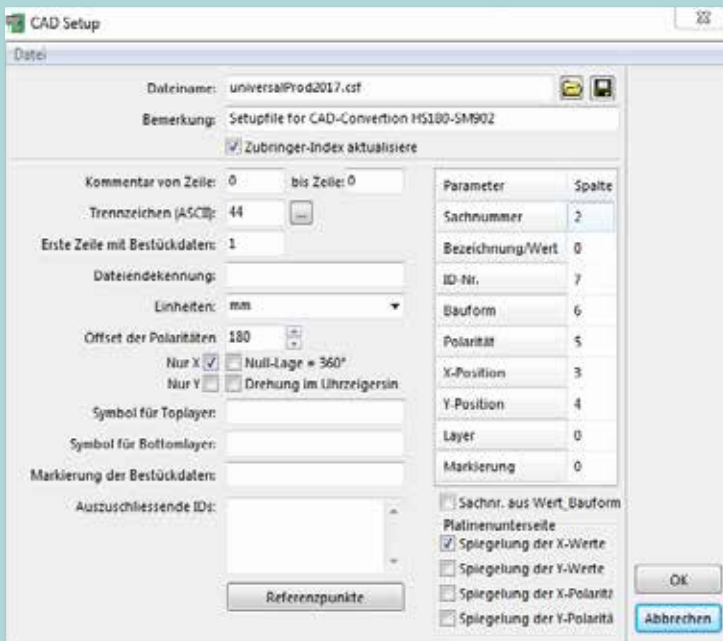 CAD Setup
Datei
Dateiname: universalProd2017.csf
Bemerkung: Setupfile for CAD-Convertion HS180-SM902
Zubringer-Index aktualisiere
Kommentar von Zeile: 0 bis Zeile: 0
Trennzeichen (ASCII): 44 ...
Erste Zeile mit Bestückdaten: 1
Dateiendekennung:
Einheiten: mm
Offset der Polaritäten 180
Nur X Null-Lage = 360°
Nur Y Drehung im Uhrzeigersin
Symbol für Toplayer:
Symbol für Bottomlayer:
Markierung der Bestückdaten:
Auszuschliessende IDs:
Referenzpunkte
Parameter Spalte
Sachnummer 2
Bezeichnung/Wert 0
ID-Nr. 7
Bauform 6
Polarität 5
X-Position 3
Y-Position 4
Layer 0
Markierung 0
Sachnr. aus Wert_Bauform
Platinenunterseite
Spiegelung der X-Werte
Spiegelung der Y-Werte
Spiegelung der X-Polaritä
Spiegelung der Y-Polaritä
OK
Abbrechen